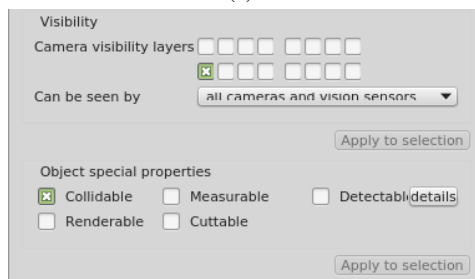 Visibility
Camera visibility layers
Can be seen by all cameras and vision sensors
Apply to selection
Object special properties
Collidable Measurable Detectable details
Renderable Cuttable
Apply to selection